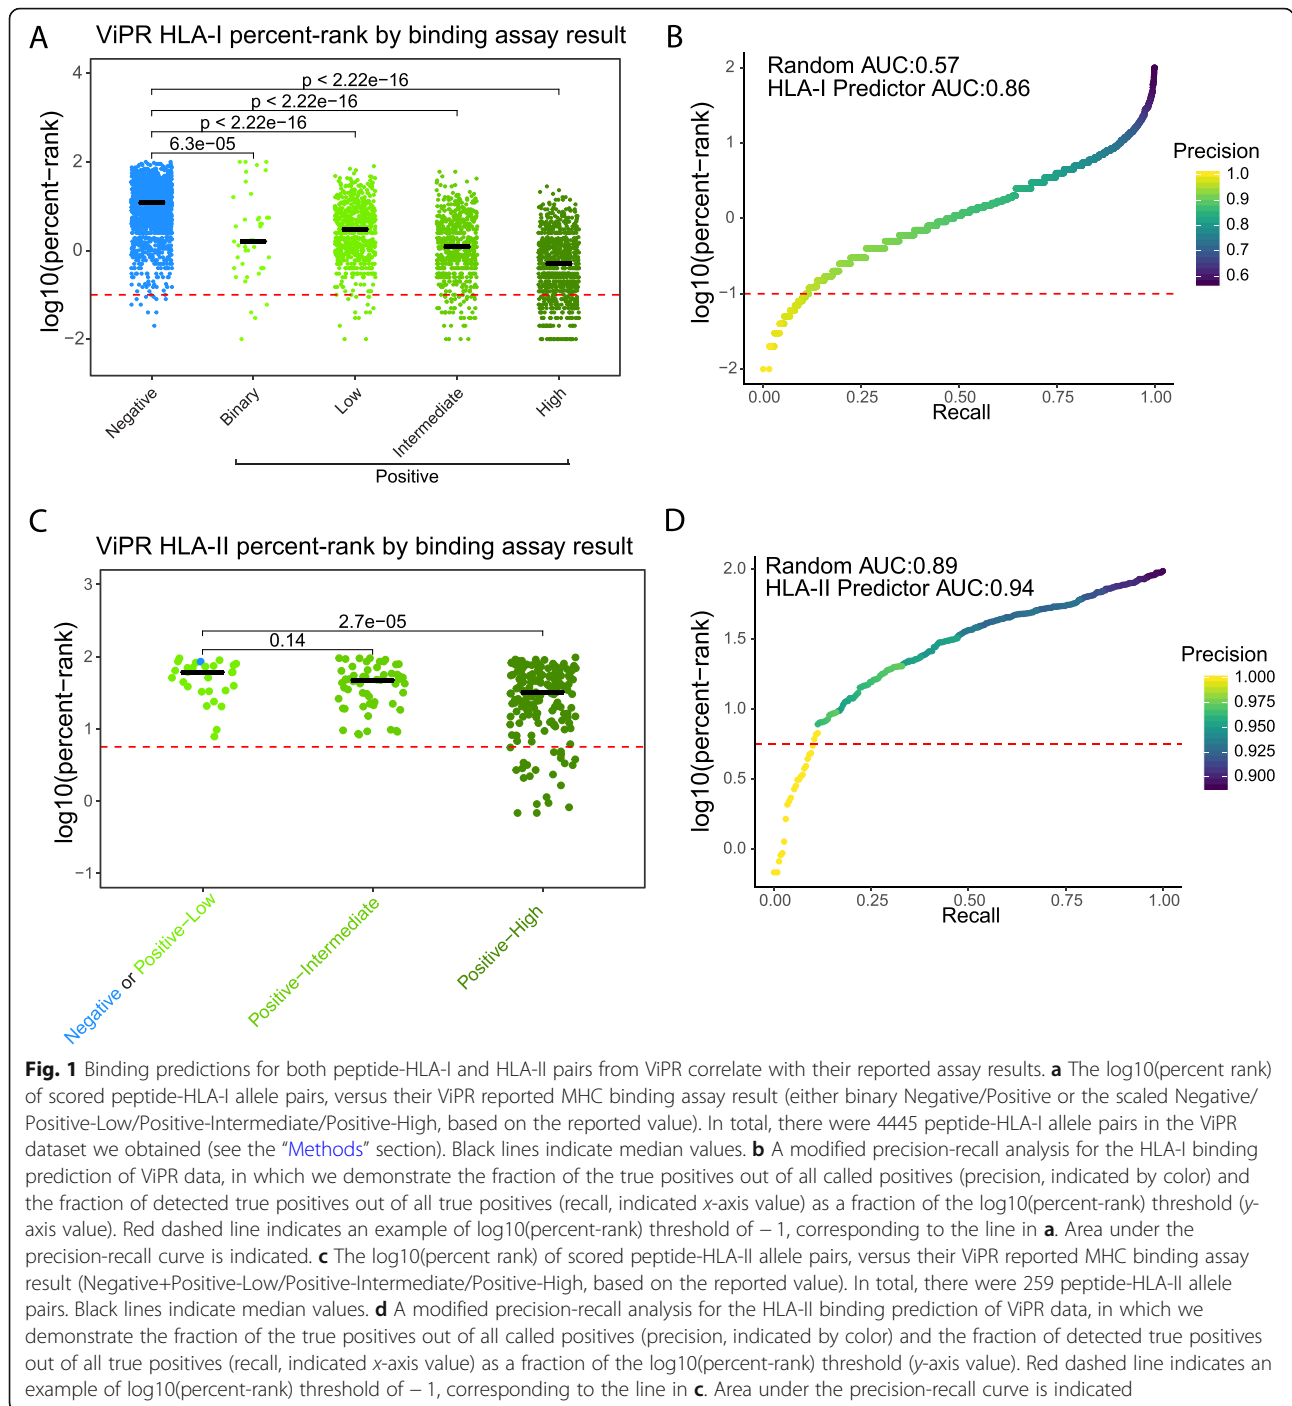 A
ViPR HLA-I percent-rank by binding assay result
log10(percent-rank)
4
2
0
−2
p < 2.22e−16
p < 2.22e−16
p < 2.22e−16
6.3e−05
Negative
Binary
Low
Intermediate
High
Positive
B
Random AUC:0.57
HLA-I Predictor AUC:0.86
log10(percent-rank)
2
1
0
−1
−2
0.00
0.25
0.50
0.75
1.00
Recall
Precision
1.0
0.9
0.8
0.7
0.6
C
ViPR HLA-II percent-rank by binding assay result
log10(percent-rank)
3
2
1
0
−1
2.7e−05
0.14
Negative or Positive−Low
Positive−Intermediate
Positive−High
D
Random AUC:0.89
HLA-II Predictor AUC:0.94
log10(percent-rank)
2.0
1.5
1.0
0.5
0.0
0.00
0.25
0.50
0.75
1.00
Recall
Precision
1.000
0.975
0.950
0.925
0.900
Fig. 1 Binding predictions for both peptide-HLA-I and HLA-II pairs from ViPR correlate with their reported assay results. a The log10(percent rank)
of scored peptide-HLA-I allele pairs, versus their ViPR reported MHC binding assay result (either binary Negative/Positive or the scaled Negative/
Positive-Low/Positive-Intermediate/Positive-High, based on the reported value). In total, there were 4445 peptide-HLA-I allele pairs in the ViPR
dataset we obtained (see the “Methods” section). Black lines indicate median values. b A modified precision-recall analysis for the HLA-I binding
prediction of ViPR data, in which we demonstrate the fraction of the true positives out of all called positives (precision, indicated by color) and
the fraction of detected true positives out of all true positives (recall, indicated x-axis value) as a fraction of the log10(percent-rank) threshold (y-
axis value). Red dashed line indicates an example of log10(percent-rank) threshold of − 1, corresponding to the line in a. Area under the
precision-recall curve is indicated. c The log10(percent rank) of scored peptide-HLA-II allele pairs, versus their ViPR reported MHC binding assay
result (Negative+Positive-Low/Positive-Intermediate/Positive-High, based on the reported value). In total, there were 259 peptide-HLA-II allele
pairs. Black lines indicate median values. d A modified precision-recall analysis for the HLA-II binding prediction of ViPR data, in which we
demonstrate the fraction of the true positives out of all called positives (precision, indicated by color) and the fraction of detected true positives
out of all true positives (recall, indicated x-axis value) as a fraction of the log10(percent-rank) threshold (y-axis value). Red dashed line indicates an
example of log10(percent-rank) threshold of − 1, corresponding to the line in c. Area under the precision-recall curve is indicated